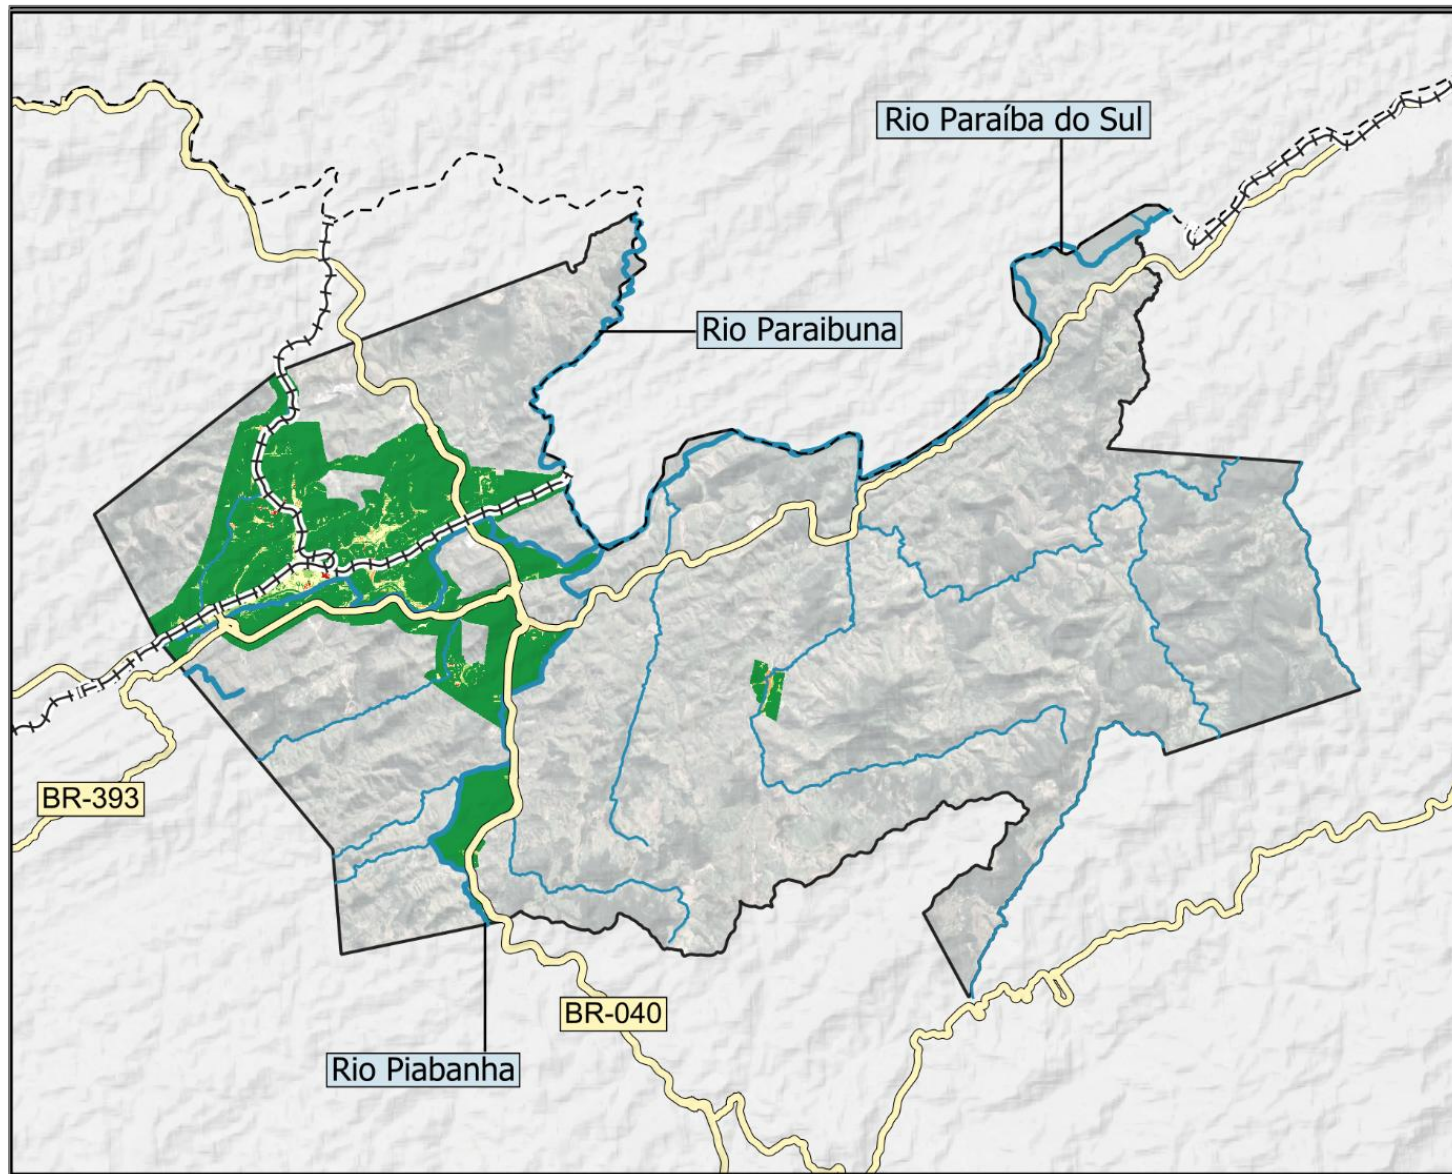 Rio Paraíba do Sul
Rio Paraibuna
BR-393
BR-040
Rio Piabanha